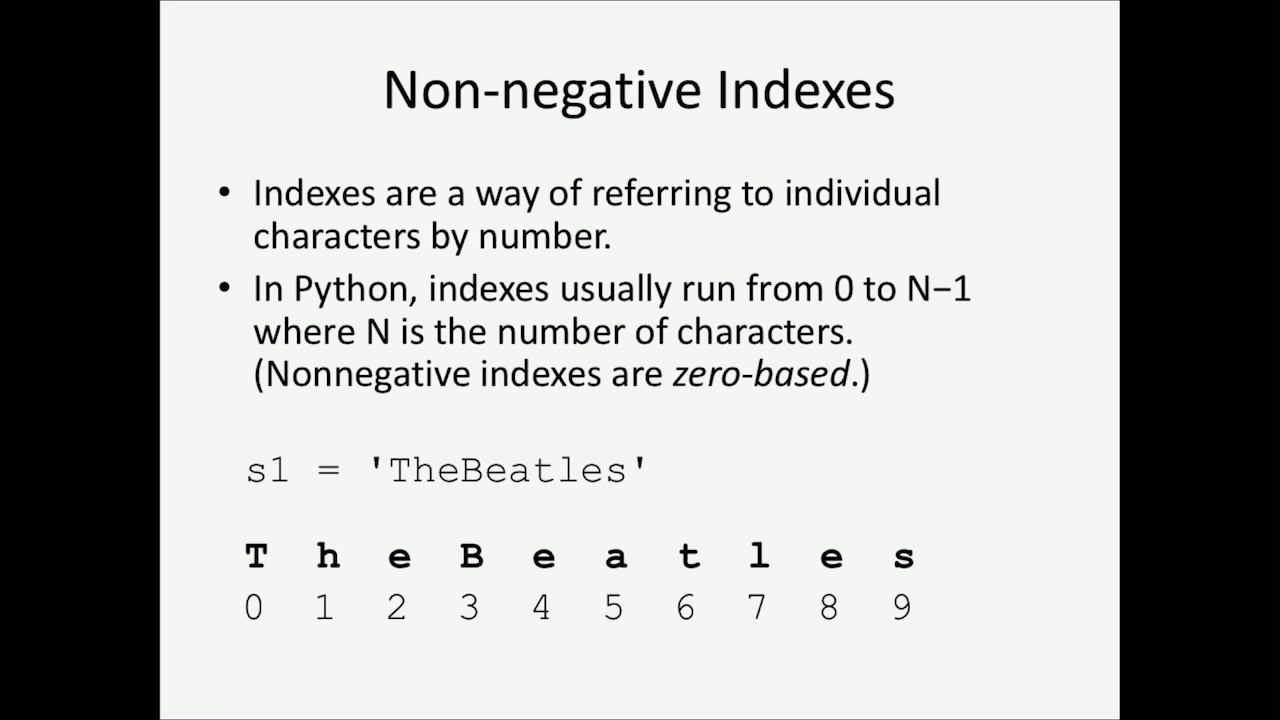 Non-negative Indexes
• Indexes are a way of referring to individual
characters by number.
• In Python, indexes usually run from 0 to N−1
where N is the number of characters.
(Nonnegative indexes are zero-based.)
s1 = 'TheBeatles'
T h e B e a t l e s
0 1 2 3 4 5 6 7 8 9